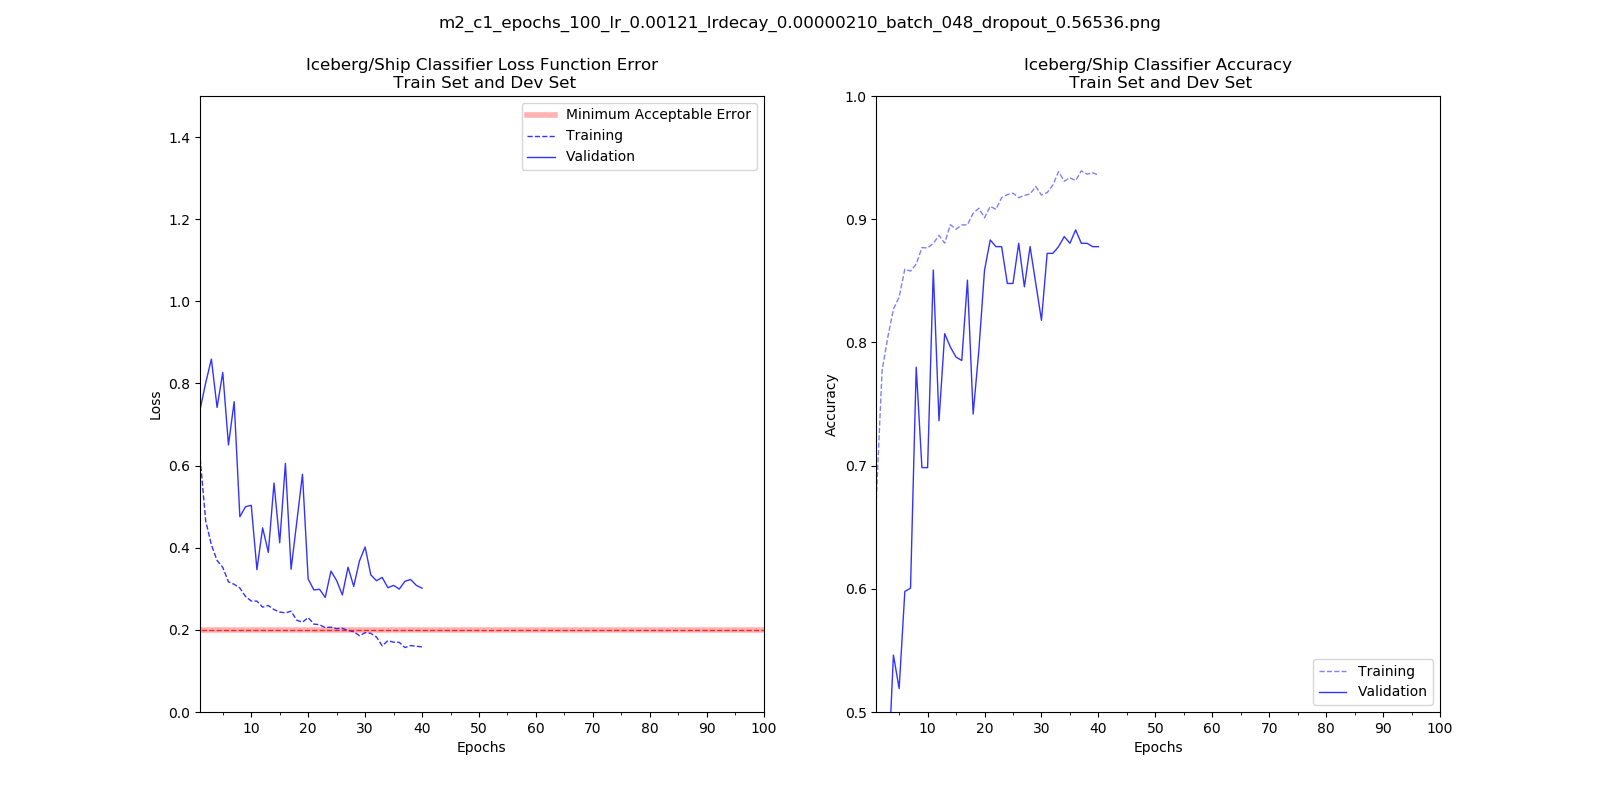 m2_c1_epochs_100_lr_0.00121_lrdecay_0.00000210_batch_048_dropout_0.56536.png
Iceberg/Ship Classifier Loss Function Error
Train Set and Dev Set
1.4
1.2
1.0
0.8
0.6
0.4
0.2
0.0
Loss
Minimum Acceptable Error
Training
Validation
10 20 30 40 50 60 70 80 90 100
Epochs
Iceberg/Ship Classifier Accuracy
Train Set and Dev Set
1.0
0.9
0.8
0.7
0.6
0.5
Accuracy
Training
Validation
10 20 30 40 50 60 70 80 90 100
Epochs